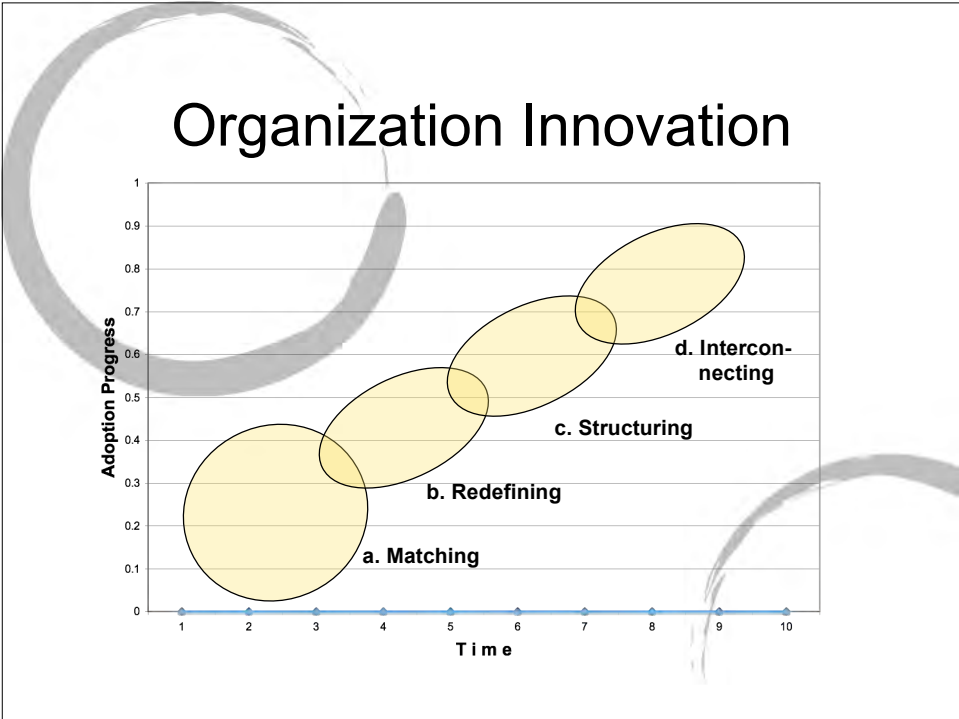 Organization Innovation
1
0.9
0.8
0.7
0.6
0.5
0.4
0.3
0.2
0.1
0
Adoption Progress
d. Intercon-
necting
c. Structuring
b. Redefining
a. Matching
1 2 3 4 5 6 7 8 9 10
Time